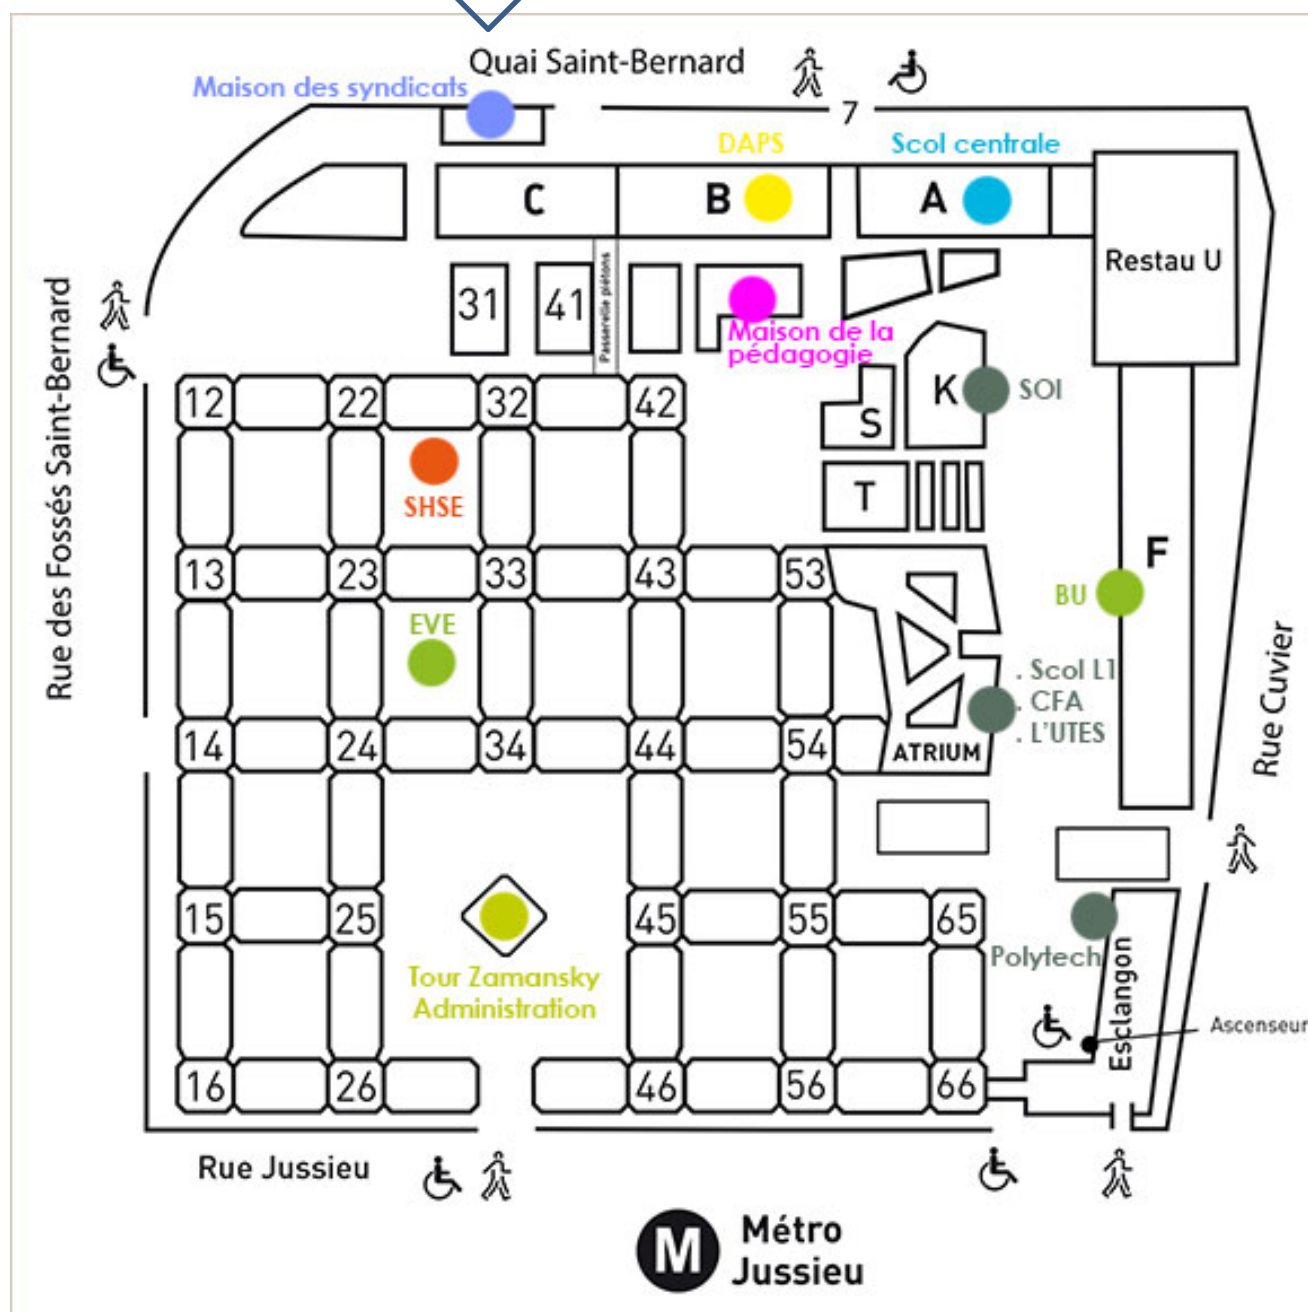 Quai Saint-Bernard
Maison des syndicats
7
DAPS
Scol centrale
C
B
A
Restau U
Rue des Fossés Saint-Bernard
31
41
Passerelle piétons
Maison de la
pédagogie
K
SOI
S
12
22
32
42
SHSE
T
13
23
33
43
53
F
BU
EVE
Rue Cuvier
. Scol L1
. CFA
. L'UTES
14
24
34
44
54
ATRIUM
15
25
45
55
65
Polytech
Esclangon
Tour Zamansky
Administration
Ascenseur
16
26
46
56
66
Rue Jussieu
M
Métro
Jussieu